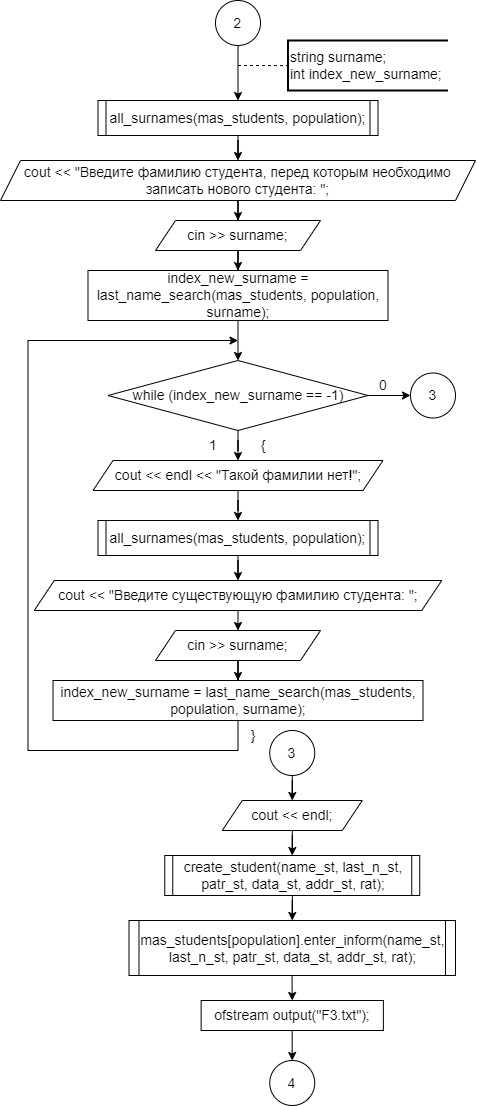 2
string surname;
int index_new_surname;
all_surnames(mas_students, population);
cout << "Введите фамилию студента, перед которым необходимо
записать нового студента: ";
cin >> surname;
index_new_surname =
last_name_search(mas_students, population,
surname);
while (index_new_surname == -1)
0
3
1
{
cout << endl << "Такой фамилии нет!";
all_surnames(mas_students, population);
cout << "Введите существующую фамилию студента: ";
cin >> surname;
index_new_surname = last_name_search(mas_students,
population, surname);
}
3
cout << endl;
create_student(name_st, last_n_st,
patr_st, data_st, addr_st, rat);
mas_students[population].enter_inform(name_st,
last_n_st, patr_st, data_st, addr_st, rat);
ofstream output("F3.txt");
4